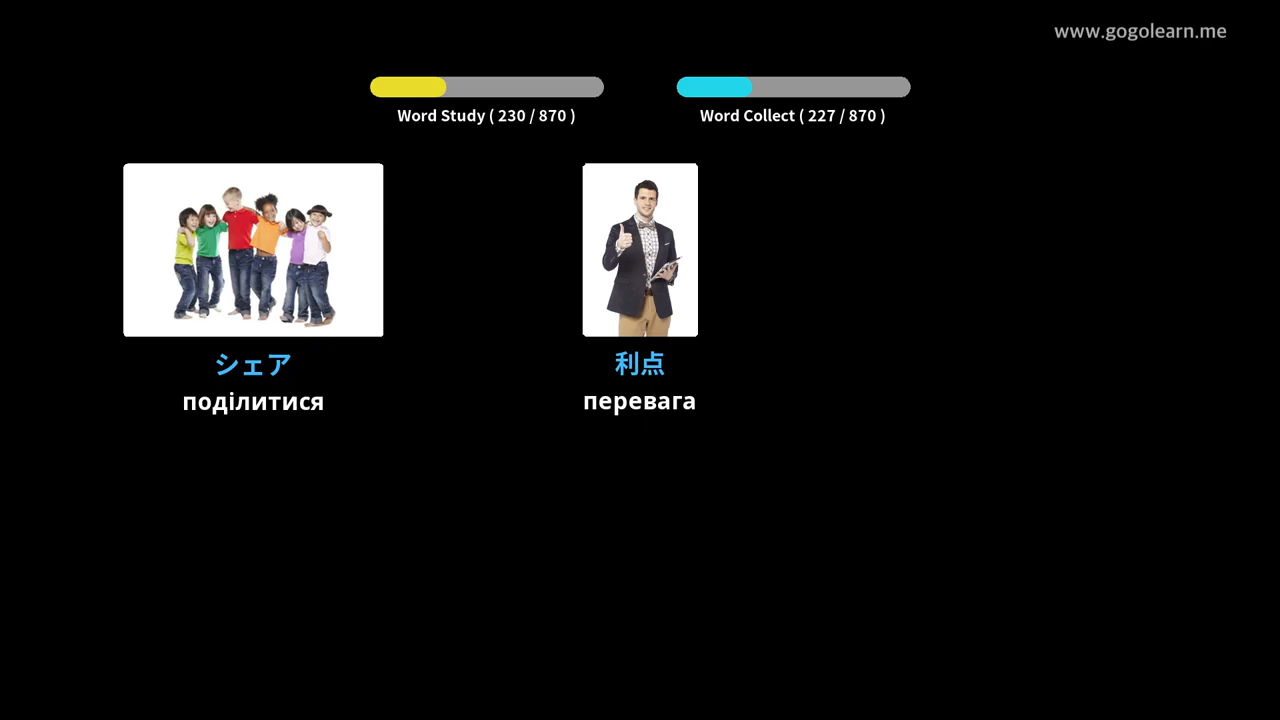 www.gogolearn.me
Word Study ( 230 / 870 )
Word Collect ( 227 / 870 )
シェア
поділитися
利点
перевага